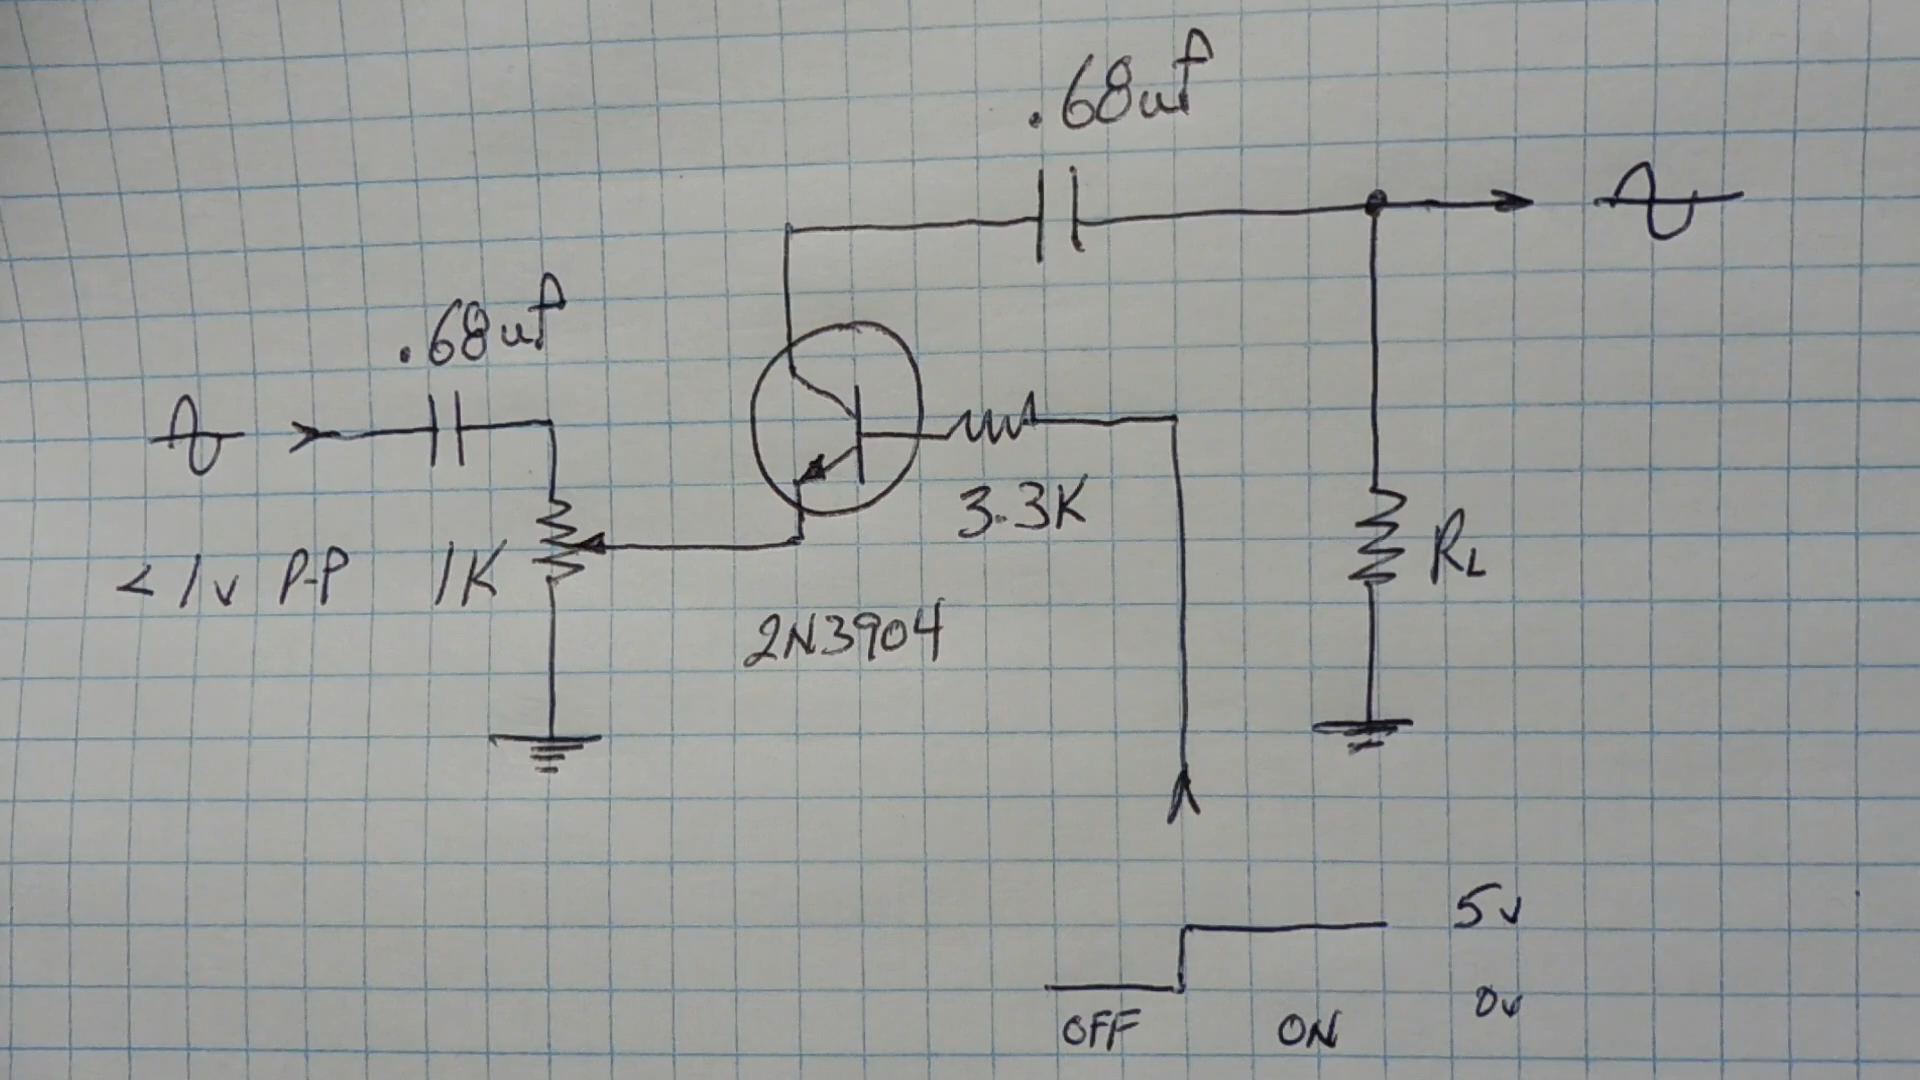 .68uf
.68uf
< 1v P-P
1K
3.3K
RL
2N3904
5v
0v
OFF
ON